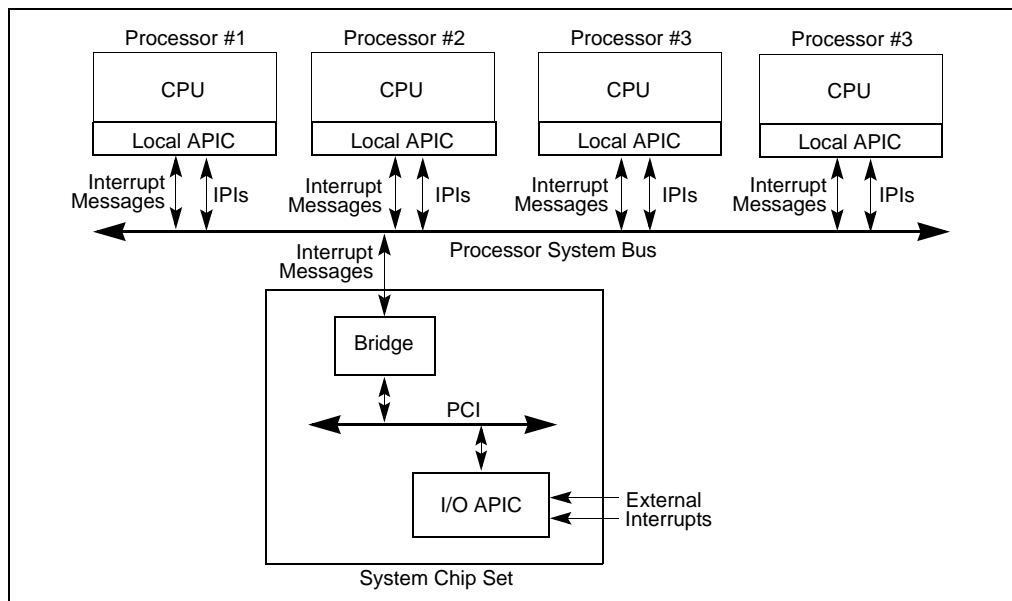 Processor #1
Processor #2
Processor #3
Processor #3
CPU
CPU
CPU
CPU
Local APIC
Local APIC
Local APIC
Local APIC
Interrupt
Messages
IPIs
Interrupt
Messages
IPIs
Interrupt
Messages
IPIs
Interrupt
Messages
IPIs
Processor System Bus
Interrupt
Messages
Bridge
PCI
I/O APIC
External
Interrupts
System Chip Set